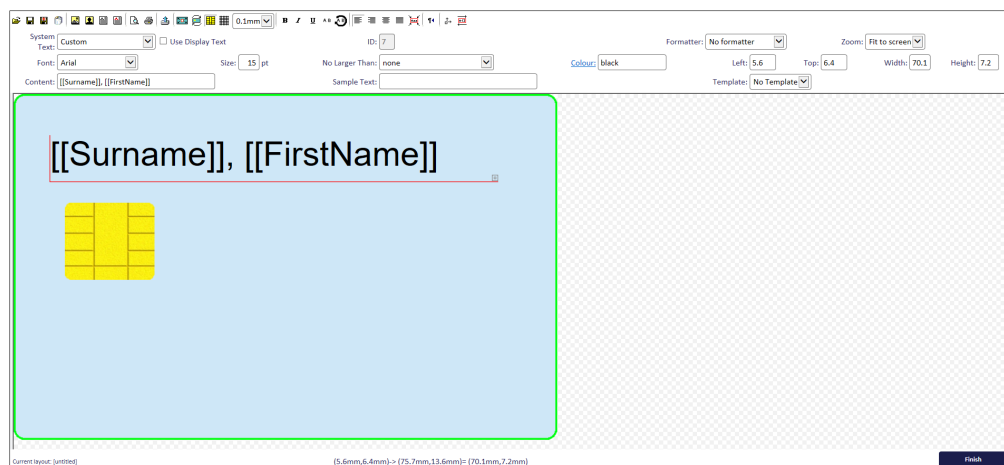 0.1mm B I U
System Text: Custom Use Display Text ID: 7 Formatter: No formatter Zoom: Fit to screen
Font: Arial Size: 15 pt No Larger Than: none Colour: black Left: 5.6 Top: 6.4 Width: 70.1 Height: 7.2
Content: [[Surname]], [[FirstName]] Sample Text: Template: No Template
[[Surname]], [[FirstName]]
Current layout: [untitled] (5.6mm,6.4mm)-> (75.7mm,13.6mm)= (70.1mm,7.2mm) Finish